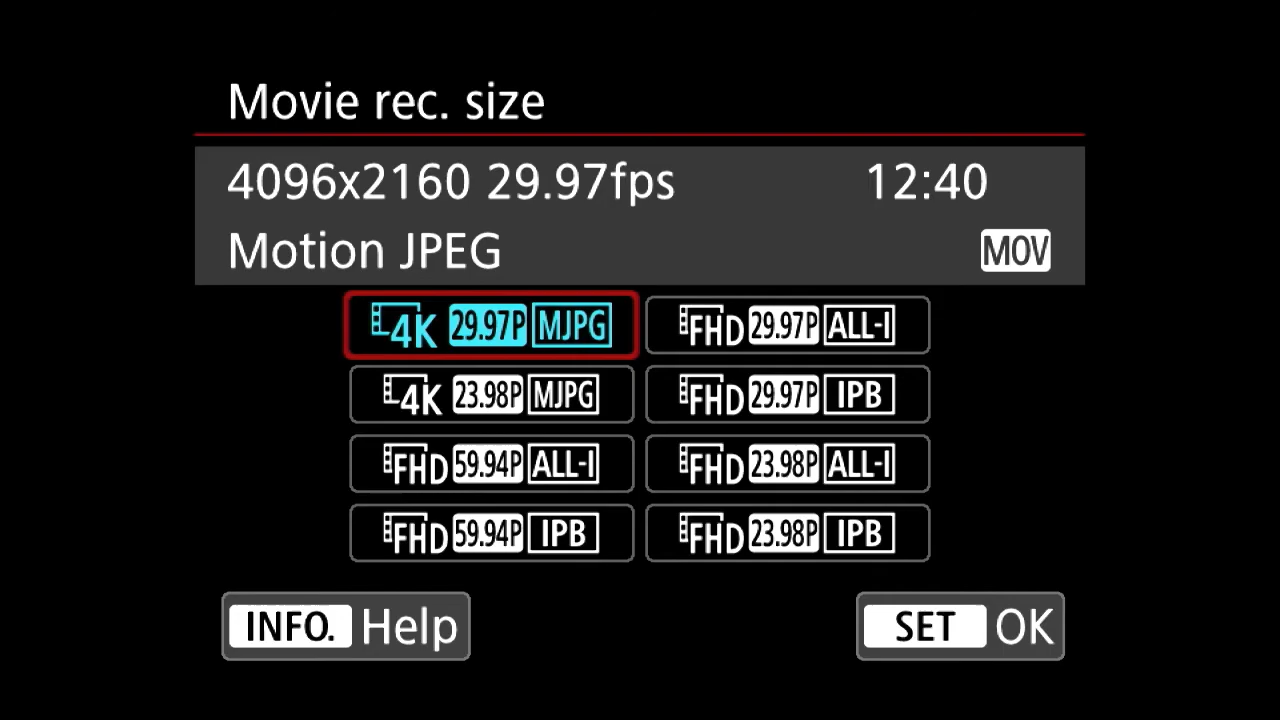 Movie rec. size
4096x2160 29.97fps 12:40
Motion JPEG MOV
4K 29.97P MJPG FHD 29.97P ALL-I
4K 23.98P MJPG FHD 29.97P IPB
FHD 59.94P ALL-I FHD 23.98P ALL-I
FHD 59.94P IPB FHD 23.98P IPB
INFO. Help SET OK